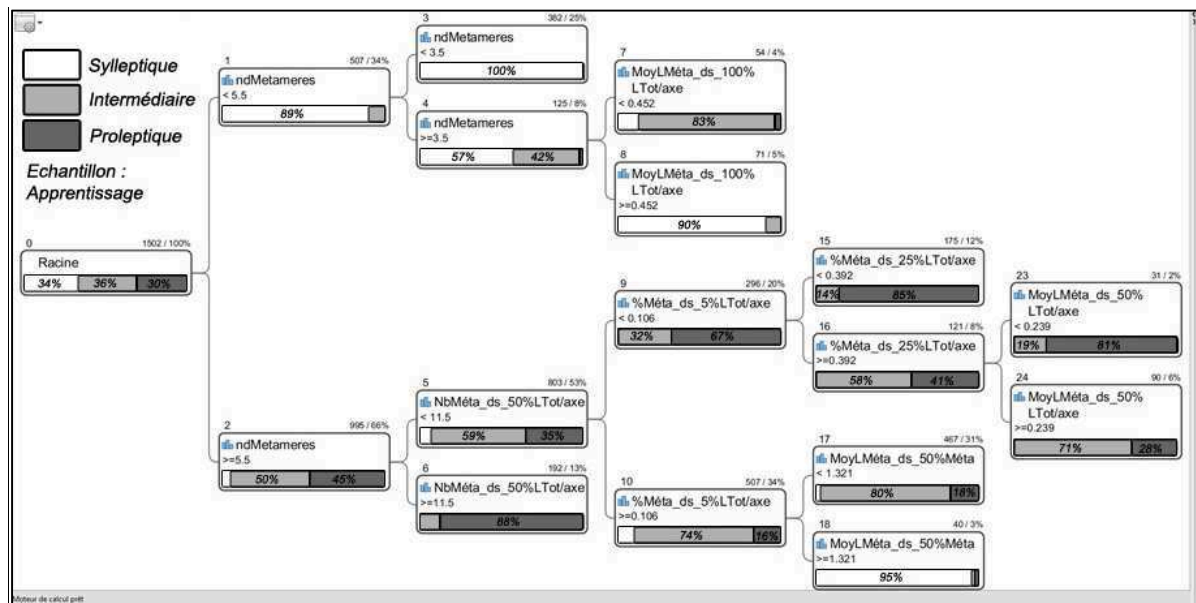 Sylleptique
Intermédiaire
Proleptique
Echantillon :
Apprentissage
0 1502 / 100%
Racine
34% 36% 30%
1 507 / 34%
ndMetameres
< 5.5
89%
2 995 / 66%
ndMetameres
>=5.5
50% 45%
3 382 / 25%
ndMetameres
< 3.5
100%
4 125 / 8%
ndMetameres
>=3.5
57% 42%
5 803 / 53%
NbMéta_ds_50%LTot/axe
< 11.5
59% 35%
6 192 / 13%
NbMéta_ds_50%LTot/axe
>=11.5
88%
7 54 / 4%
MoyLMéta_ds_100%
LTot/axe
< 0.452
83%
8 71 / 5%
MoyLMéta_ds_100%
LTot/axe
>=0.452
90%
9 296 / 20%
%Méta_ds_5%LTot/axe
< 0.106
32% 67%
10 507 / 34%
%Méta_ds_5%LTot/axe
>=0.106
74% 16%
15 175 / 12%
%Méta_ds_25%LTot/axe
< 0.392
14% 85%
16 121 / 8%
%Méta_ds_25%LTot/axe
>=0.392
58% 41%
17 467 / 31%
MoyLMéta_ds_50%Méta
< 1.321
80% 18%
18 40 / 3%
MoyLMéta_ds_50%Méta
>=1.321
95%
23 31 / 2%
MoyLMéta_ds_50%
LTot/axe
< 0.239
19% 81%
24 90 / 6%
MoyLMéta_ds_50%
LTot/axe
>=0.239
71% 28%
Moteur de calcul prêt